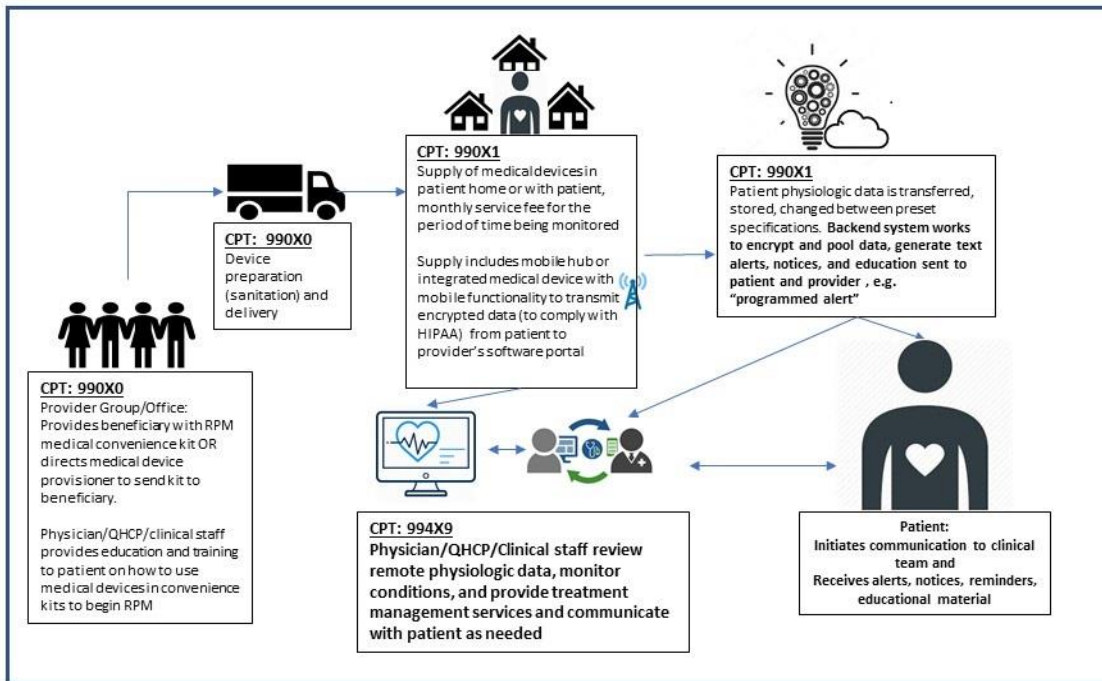 CPT: 990X0
Provider Group/Office:
Provides beneficiary with RPM
medical convenience kit OR
directs medical device
provisioner to send kit to
beneficiary.
Physician/QHCP/clinical staff
provides education and training
to patient on how to use
medical devices in convenience
kits to begin RPM
CPT:  990X0
Device
preparation
(sanitation) and
delivery
CPT: 990X1
Supply of medical devices in
patient home or with patient,
monthly service fee for the
period of time being monitored
Supply includes mobile hub or
integrated medical device with
mobile functionality to transmit
encrypted data (to comply with
HIPAA) from patient to
provider's software portal
CPT: 990X1
Patient physiologic data is transferred,
stored, changed between preset
specifications. Backend system works
to encrypt and pool data, generate text
alerts, notices, and education sent to
patient and provider , e.g.
“programmed alert”
CPT: 994X9
Physician/QHCP/Clinical staff review
remote physiologic data, monitor
conditions, and provide treatment
management services and communicate
with patient as needed
Patient:
Initiates communication to clinical
team and
Receives alerts, notices, reminders,
educational material